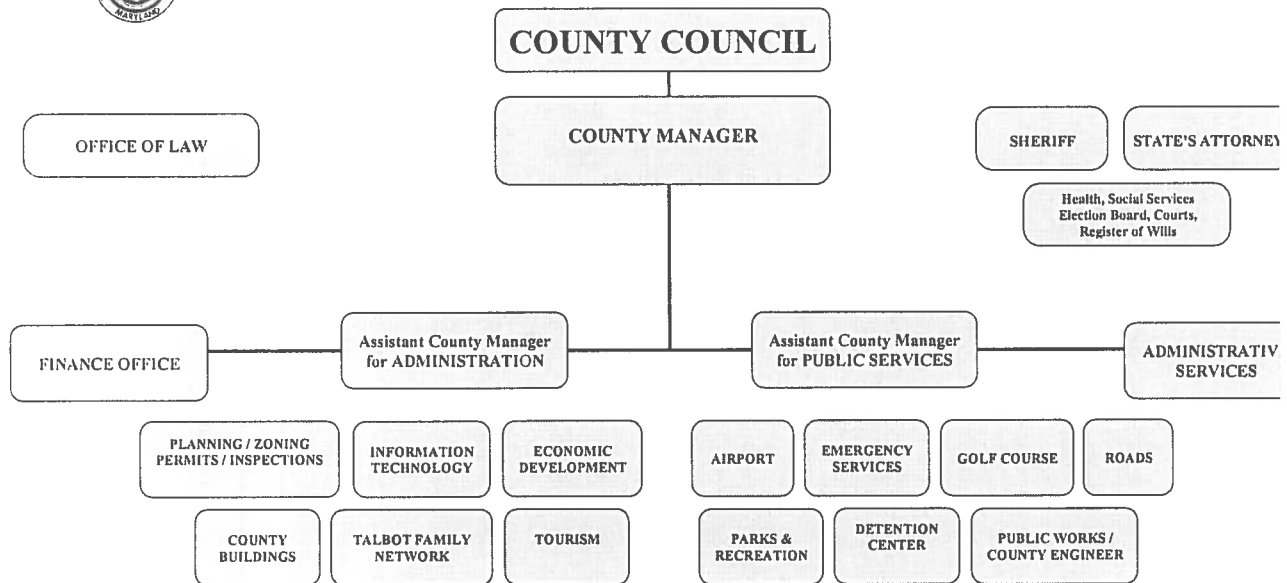 MARYLAND
COUNTY COUNCIL
COUNTY MANAGER
OFFICE OF LAW
SHERIFF
STATE'S ATTORNEY
Health, Social Services
Election Board, Courts,
Register of Wills
FINANCE OFFICE
Assistant County Manager
for ADMINISTRATION
Assistant County Manager
for PUBLIC SERVICES
ADMINISTRATIV
SERVICES
PLANNING / ZONING
PERMITS / INSPECTIONS
INFORMATION
TECHNOLOGY
ECONOMIC
DEVELOPMENT
AIRPORT
EMERGENCY
SERVICES
GOLF COURSE
ROADS
COUNTY
BUILDINGS
TALBOT FAMILY
NETWORK
TOURISM
PARKS &
RECREATION
DETENTION
CENTER
PUBLIC WORKS /
COUNTY ENGINEER